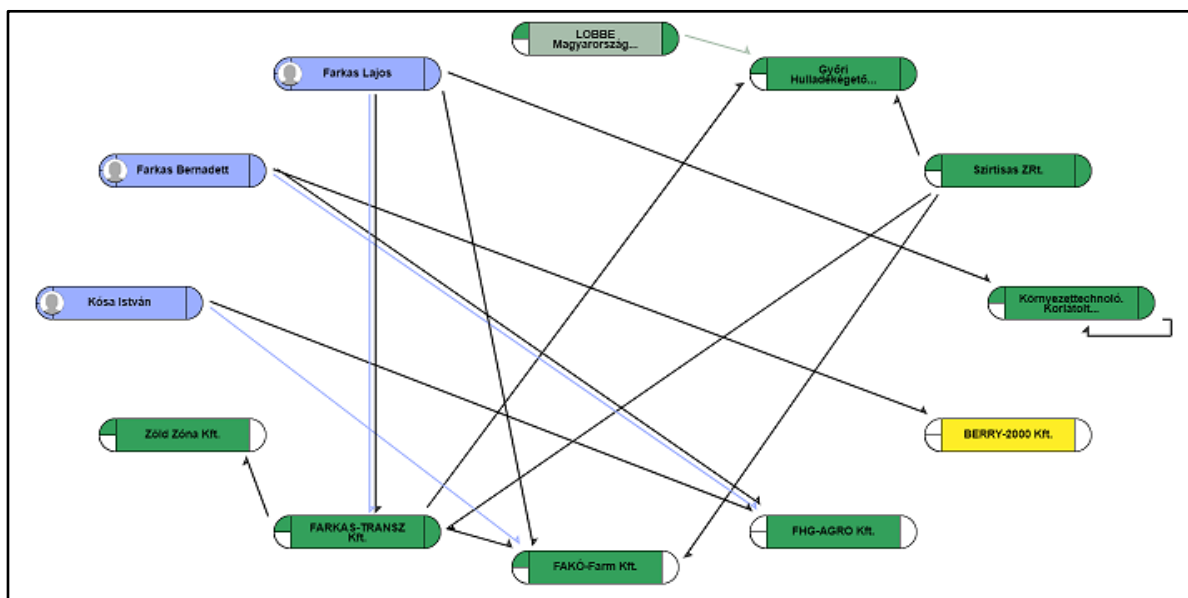 LOBBE
Magyarország...
Farkas Lajos
Győri
Hulladékégető...
Farkas Bernadett
Szirtisas ZRt.
Kósa István
Környezettechnoló.
Korlátolt...
Zöld Zóna Kft.
BERRY-2000 Kft.
FARKAS-TRANSZ
Kft.
FHG-AGRO Kft.
FAKÓ-Farm Kft.